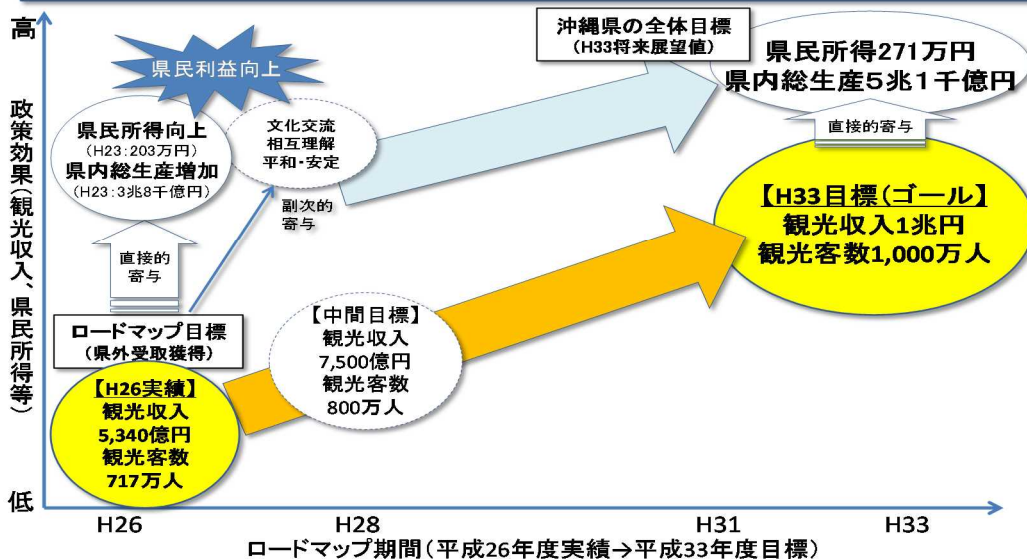 高
政策効果(観光収入、県民所得等)
低
県民利益向上
県民所得向上
(H23:203万円)
県内総生産増加
(H23:3兆8千億円)
文化交流
相互理解
平和・安定
副次的
寄与
直接的
寄与
ロードマップ目標
(県外受取獲得)
【H26実績】
観光収入
5,340億円
観光客数
717万人
【中間目標】
観光収入
7,500億円
観光客数
800万人
沖縄県の全体目標
(H33将来展望値)
県民所得271万円
県内総生産5兆1千億円
直接的寄与
【H33目標(ゴール】
観光収入1兆円
観光客数1,000万人
H26
H28
H31
H33
ロードマップ期間(平成26年度実績→平成33年度目標)